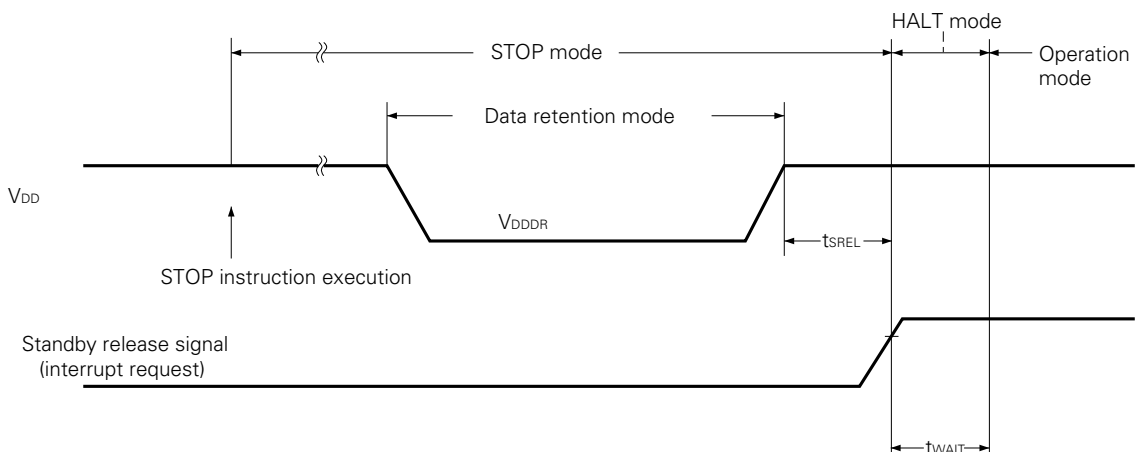 HALT mode
STOP mode
Operation
mode
Data retention mode
VDD
VDDDR
tSREL
STOP instruction execution
Standby release signal
(interrupt request)
tWAIT